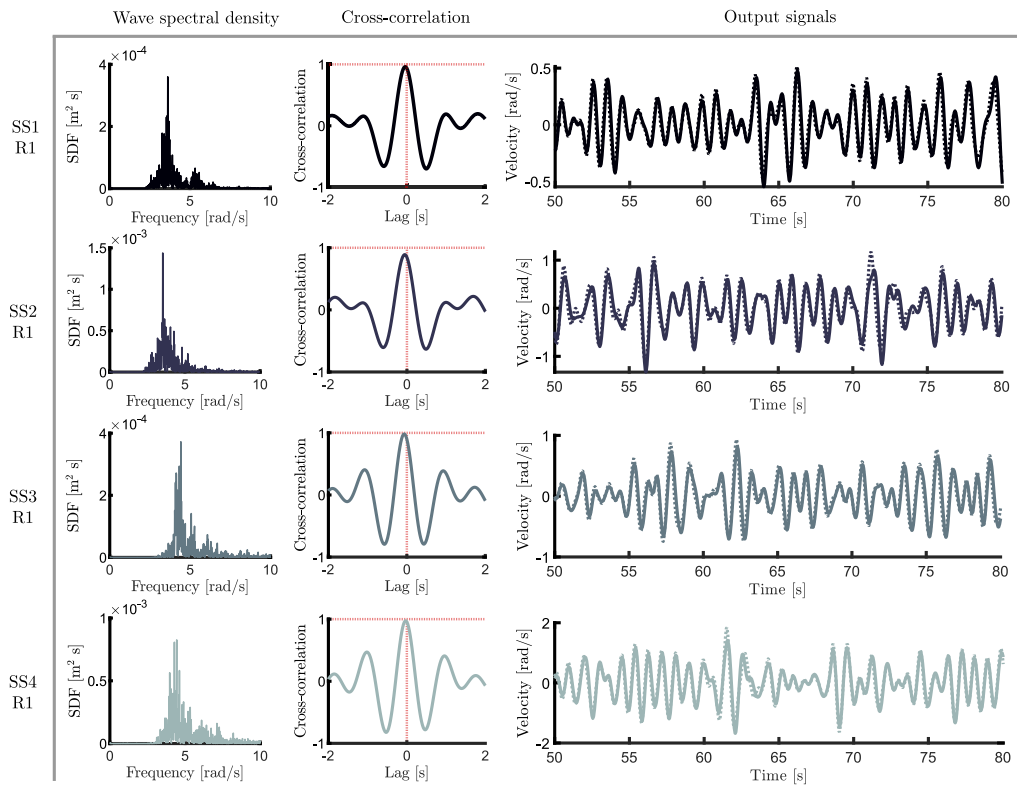 Wave spectral density Cross-correlation Output signals
SS1
R1
×10⁻⁴
4
2
0
SDF [m² s]
0 5 10
Frequency [rad/s]
1
0
-1
Cross-correlation
-2 0 2
Lag [s]
0.5
0
-0.5
Velocity [rad/s]
50 55 60 65 70 75 80
Time [s]
SS2
R1
×10⁻³
1.5
1
0.5
0
SDF [m² s]
0 5 10
Frequency [rad/s]
1
0
-1
Cross-correlation
-2 0 2
Lag [s]
1
0
-1
Velocity [rad/s]
50 55 60 65 70 75 80
Time [s]
SS3
R1
×10⁻⁴
4
2
0
SDF [m² s]
0 5 10
Frequency [rad/s]
1
0
-1
Cross-correlation
-2 0 2
Lag [s]
1
0
-1
Velocity [rad/s]
50 55 60 65 70 75 80
Time [s]
SS4
R1
×10⁻³
1
0.5
0
SDF [m² s]
0 5 10
Frequency [rad/s]
1
0
-1
Cross-correlation
-2 0 2
Lag [s]
2
0
-2
Velocity [rad/s]
50 55 60 65 70 75 80
Time [s]